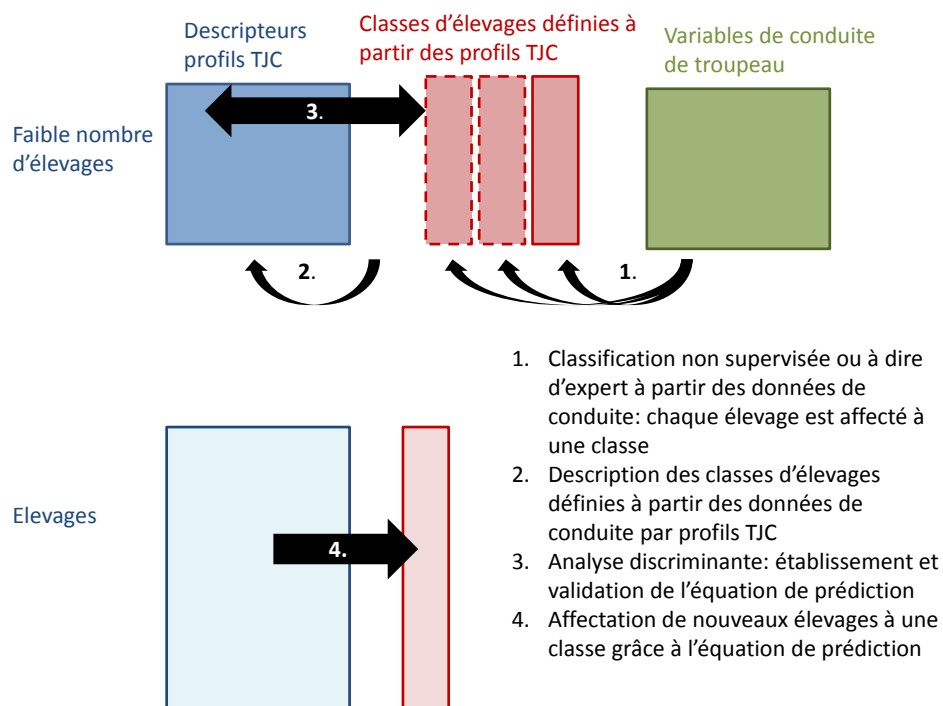 Descripteurs
profils TJC
Classes d'élevages définies à
partir des profils TJC
Variables de conduite
de troupeau
3.
Faible nombre
d'élevages
2.
1.
1. Classification non supervisée ou à dire
d'expert à partir des données de
conduite: chaque élevage est affecté à
une classe
2. Description des classes d'élevages
définies à partir des données de
conduite par profils TJC
3. Analyse discriminante: établissement et
validation de l'équation de prédiction
4. Affectation de nouveaux élevages à une
classe grâce à l'équation de prédiction
Elevages
4.